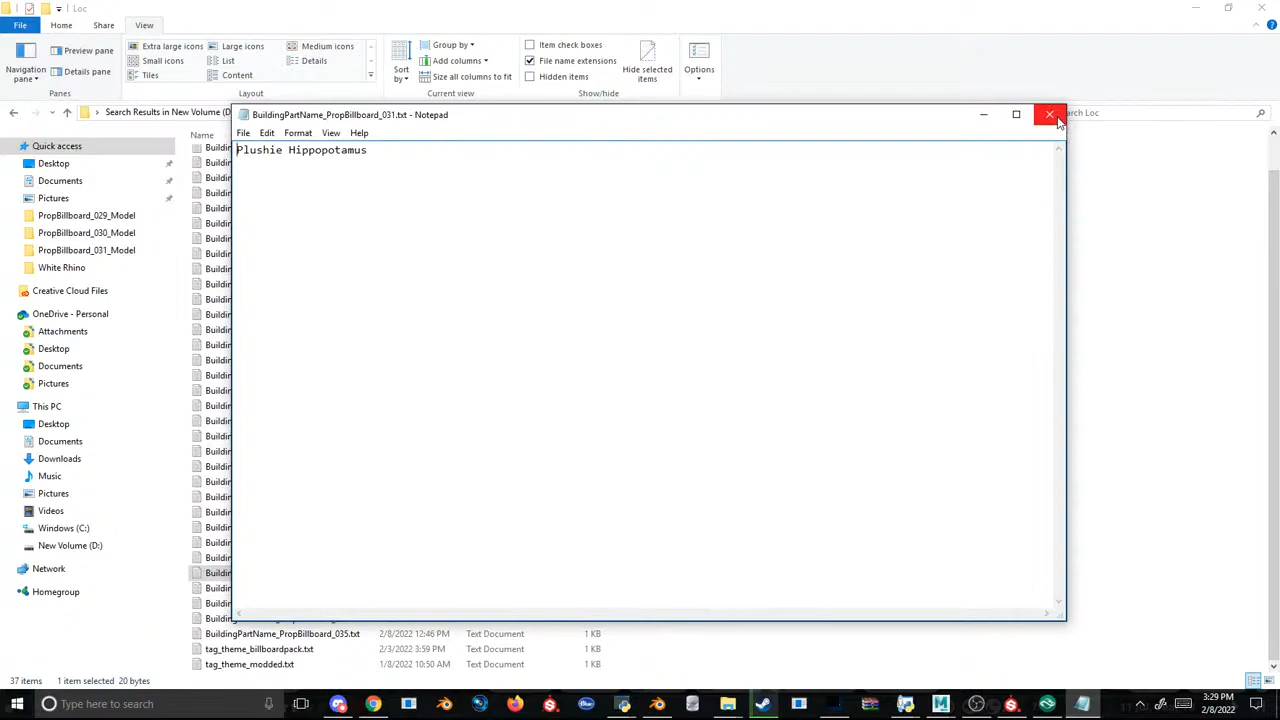 Loc
File Home Share View
Navigation pane
Preview pane
Details pane
Panes
Extra large icons Large icons Medium icons
Small icons List Details
Tiles Content
Layout
Sort by
Group by
Add columns
Size all columns to fit
Current view
Item check boxes
File name extensions
Hidden items
Hide selected items
Show/hide
Options
Search Results in New Volume (D
Loc
BuildingPartName_PropBillboard_031.txt - Notepad
File Edit Format View Help
Plushie Hippopotamus
Name
Quick access
Desktop
Documents
Pictures
PropBillboard_029_Model
PropBillboard_030_Model
PropBillboard_031_Model
White Rhino
Creative Cloud Files
OneDrive - Personal
Attachments
Desktop
Documents
Pictures
This PC
Desktop
Documents
Downloads
Music
Pictures
Videos
Windows (C:)
New Volume (D:)
Network
Homegroup
BuildingPartName_PropBillboard_035.txt 2/8/2022 12:46 PM Text Document 1 KB
tag_theme_billboardpack.txt 2/3/2022 3:59 PM Text Document 1 KB
tag_theme_modded.txt 1/8/2022 10:50 AM Text Document 1 KB
37 items 1 item selected 20 bytes
Type here to search
3:29 PM
2/8/2022